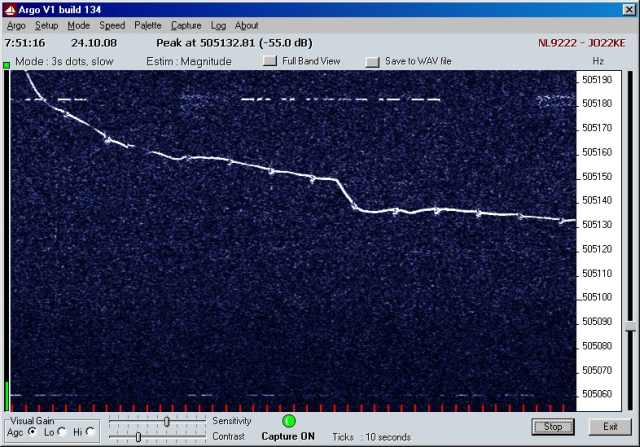 Argo V1 build 134
Argo Setup Mode Speed Palette Capture Log About
7:51:16 24.10.08 Peak at 505132.81 (-55.0 dB) NL9222 - JO22KE
Mode : 3s dots, slow Estim : Magnitude Full Band View Save to WAV file Hz
505190
505180
505170
505160
505150
505140
505130
505120
505110
505100
505090
505080
505070
505060
Visual Gain
Agc Lo Hi
Sensitivity
Contrast Capture ON Ticks : 10 seconds
Stop Exit